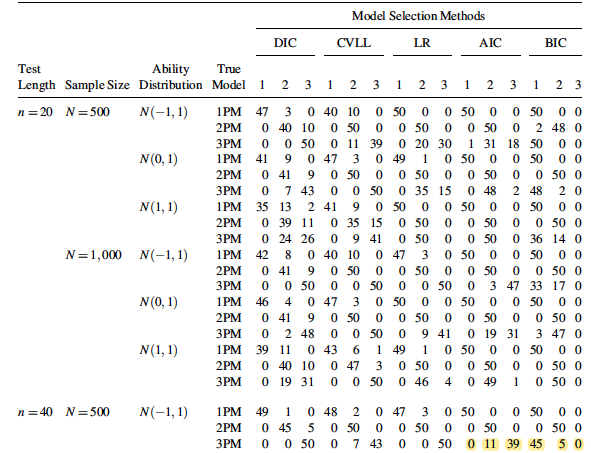 Model Selection Methods
DIC CVLL LR AIC BIC
Test Ability True
Length Sample Size Distribution Model 1 2 3 1 2 3 1 2 3 1 2 3 1 2 3
n = 20 N = 500 N(−1, 1) 1PM 47 3 0 40 10 0 50 0 0 50 0 0 50 0 0
2PM 0 40 10 0 50 0 0 50 0 0 50 0 2 48 0
3PM 0 0 50 0 11 39 0 20 30 1 31 18 50 0 0
N(0, 1) 1PM 41 9 0 47 3 0 49 1 0 50 0 0 50 0 0
2PM 0 41 9 0 50 0 0 50 0 0 50 0 0 50 0
3PM 0 7 43 0 0 50 0 35 15 0 48 2 48 2 0
N(1, 1) 1PM 35 13 2 41 9 0 50 0 0 50 0 0 50 0 0
2PM 0 39 11 0 35 15 0 50 0 0 50 0 0 50 0
3PM 0 24 26 0 9 41 0 50 0 0 50 0 36 14 0
N = 1,000 N(−1, 1) 1PM 42 8 0 40 10 0 47 3 0 50 0 0 50 0 0
2PM 0 41 9 0 50 0 0 50 0 0 50 0 0 50 0
3PM 0 0 50 0 0 50 0 0 50 0 3 47 33 17 0
N(0, 1) 1PM 46 4 0 47 3 0 50 0 0 50 0 0 50 0 0
2PM 0 41 9 0 50 0 0 50 0 0 50 0 0 50 0
3PM 0 2 48 0 0 50 0 9 41 0 19 31 3 47 0
N(1, 1) 1PM 39 11 0 43 6 1 49 1 0 50 0 0 50 0 0
2PM 0 40 10 0 47 3 0 50 0 0 50 0 0 50 0
3PM 0 19 31 0 0 50 0 46 4 0 49 1 0 50 0
n = 40 N = 500 N(−1, 1) 1PM 49 1 0 48 2 0 47 3 0 50 0 0 50 0 0
2PM 0 45 5 0 50 0 0 50 0 0 50 0 0 50 0
3PM 0 0 50 0 7 43 0 0 50 0 11 39 45 5 0